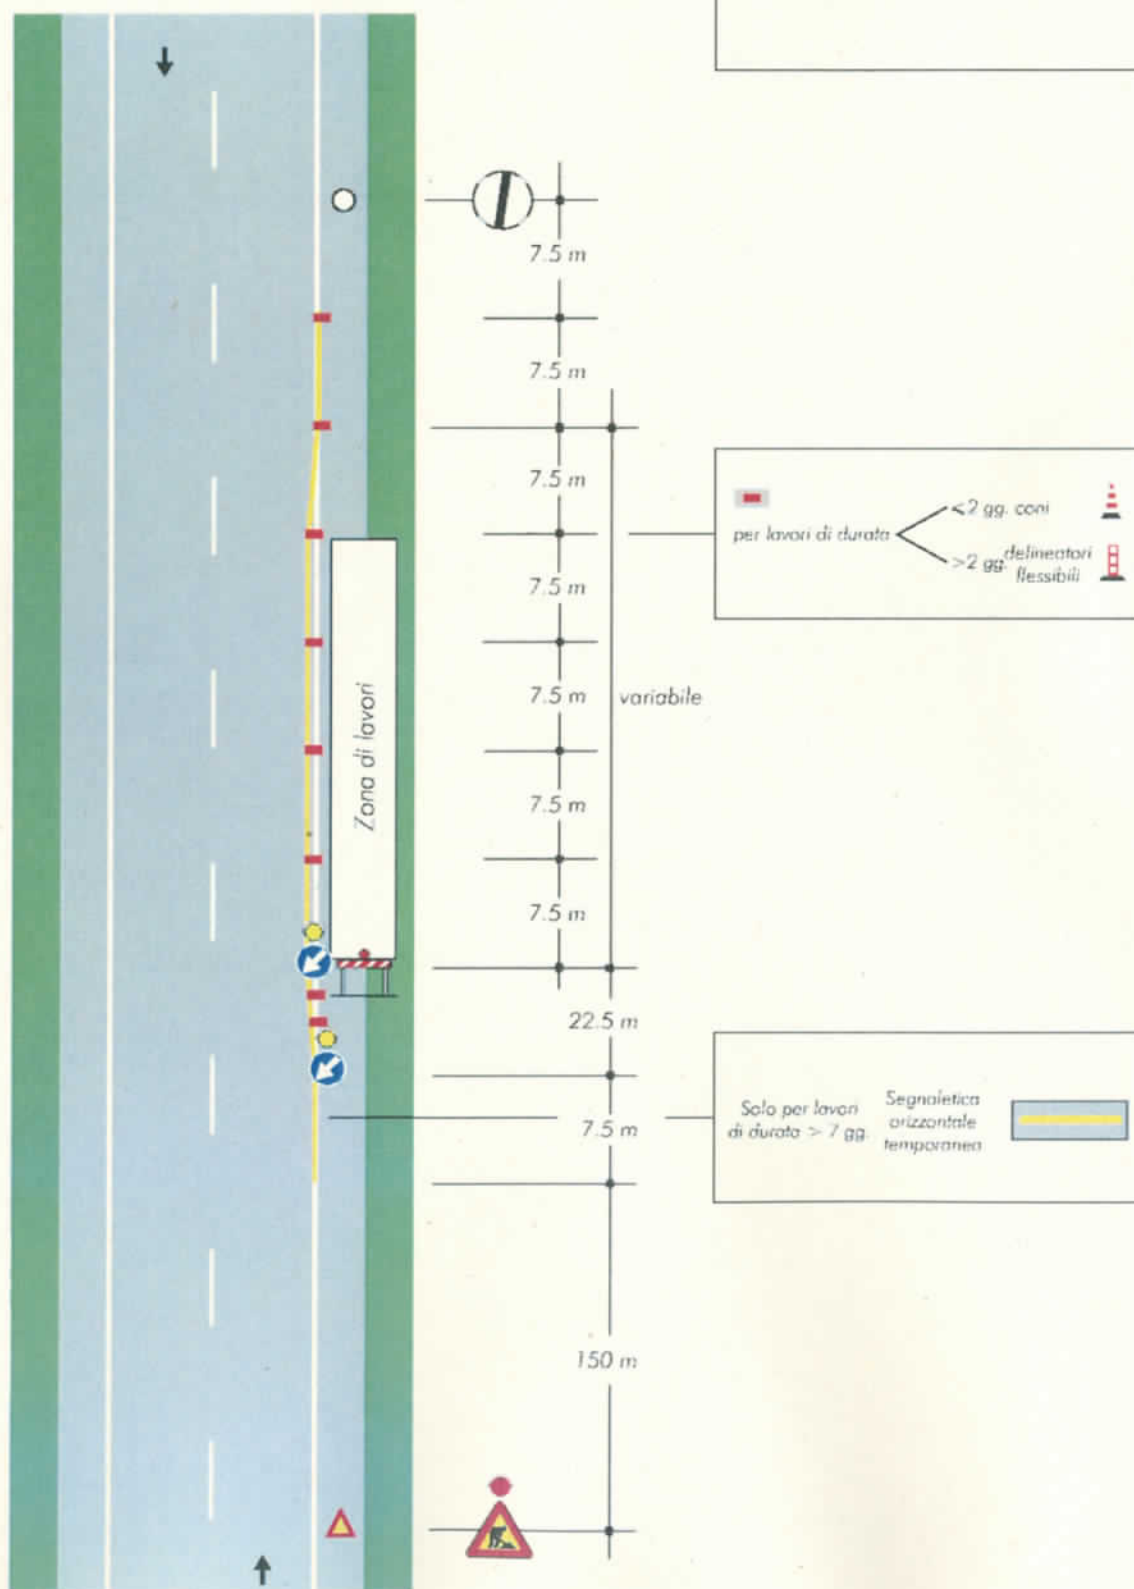 7.5 m
7.5 m
7.5 m
<2 gg. coni
per lavori di durata
>2 gg. delineatori
flessibili
7.5 m
7.5 m
variabile
Zona di lavori
7.5 m
7.5 m
22.5 m
Solo per lavori
di durata > 7 gg.
Segnaletica
orizzontale
temporanea
7.5 m
150 m